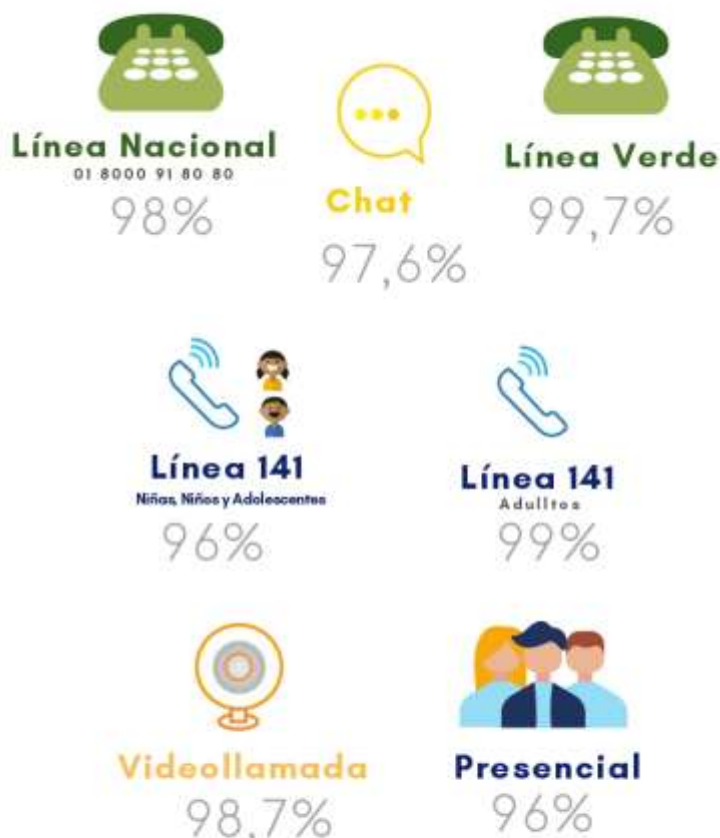 Línea Nacional
01 8000 91 80 80
98%
Chat
97,6%
Línea Verde
99,7%
Línea 141
Niñas, Niños y Adolescentes
96%
Línea 141
Adulltos
99%
Videollamada
98,7%
Presencial
96%